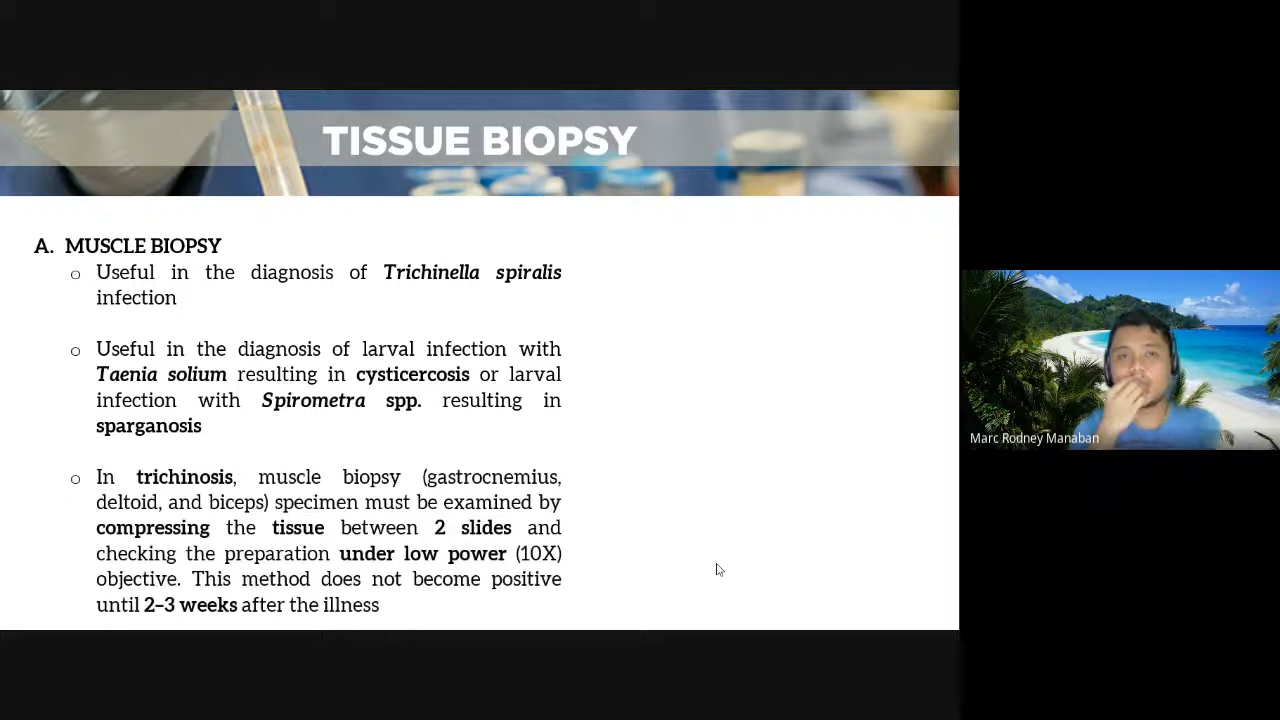 TISSUE BIOPSY
A. MUSCLE BIOPSY
o Useful in the diagnosis of Trichinella spiralis
infection
o Useful in the diagnosis of larval infection with
Taenia solium resulting in cysticercosis or larval
infection with Spirometra spp. resulting in
sparganosis
o In trichinosis, muscle biopsy (gastrocnemius,
deltoid, and biceps) specimen must be examined by
compressing the tissue between 2 slides and
checking the preparation under low power (10X)
objective. This method does not become positive
until 2–3 weeks after the illness
Marc Rodney Manaban